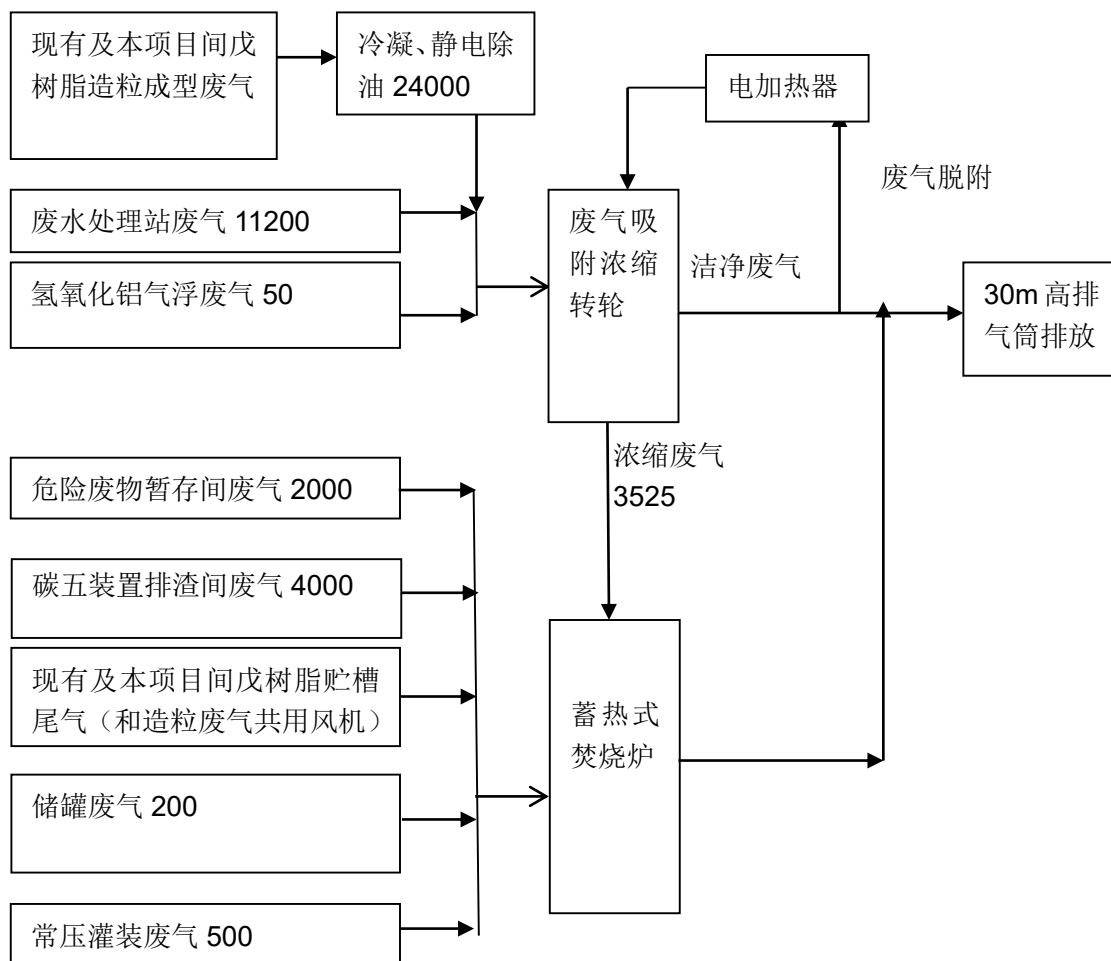 现有及本项目间戊
树脂造粒成型废气
冷凝、静电除
油 24000
电加热器
废气脱附
废水处理站废气 11200
氢氧化铝气浮废气 50
废气吸
附浓缩
转轮
洁净废气
30m 高排
气筒排放
浓缩废气
3525
危险废物暂存间废气 2000
碳五装置排渣间废气 4000
现有及本项目间戊树脂贮槽
尾气（和造粒废气共用风机）
储罐废气 200
常压灌装废气 500
蓄热式
焚烧炉